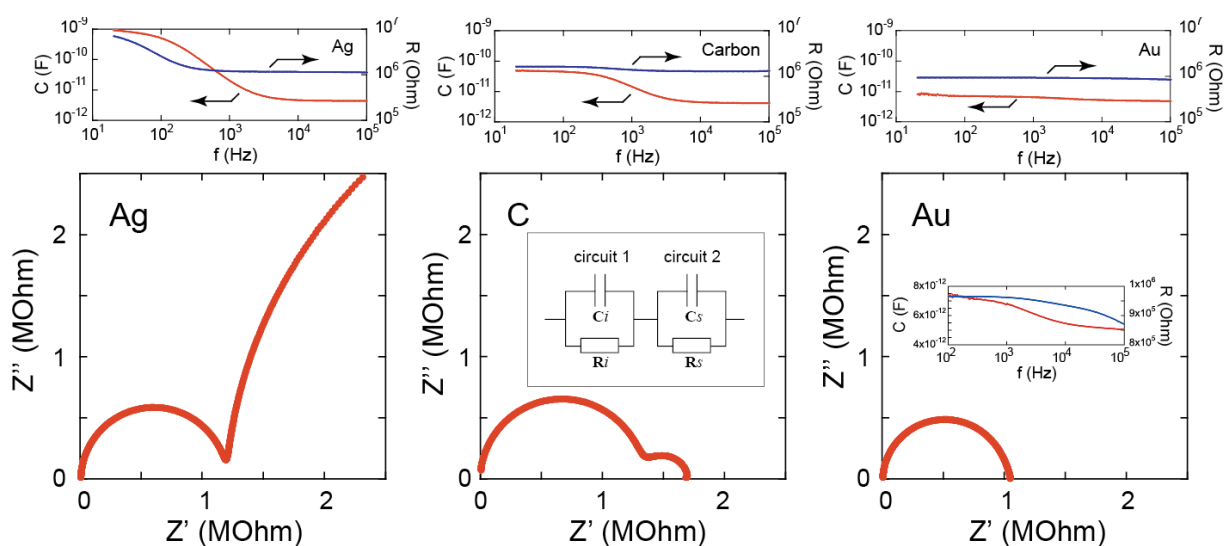 Ag
C (F)
10⁻⁹
10⁻¹⁰
10⁻¹¹
10⁻¹²
R (Ohm)
10⁷
10⁶
10⁵
10¹ 10² 10³ 10⁴ 10⁵
f (Hz)
Carbon
C (F)
10⁻⁹
10⁻¹⁰
10⁻¹¹
10⁻¹²
R (Ohm)
10⁷
10⁶
10⁵
10¹ 10² 10³ 10⁴ 10⁵
f (Hz)
Au
C (F)
10⁻⁹
10⁻¹⁰
10⁻¹¹
10⁻¹²
R (Ohm)
10⁷
10⁶
10⁵
10¹ 10² 10³ 10⁴ 10⁵
f (Hz)
Ag
Z'' (MOhm)
2
1
0
0 1 2
Z' (MOhm)
C
circuit 1 circuit 2
Ci Cs
Ri Rs
Z'' (MOhm)
2
1
0
0 1 2
Z' (MOhm)
Au
C (F)
8x10⁻¹²
6x10⁻¹²
4x10⁻¹²
R (Ohm)
1x10⁶
9x10⁵
8x10⁵
10² 10³ 10⁴ 10⁵
f (Hz)
Z'' (MOhm)
2
1
0
0 1 2
Z' (MOhm)